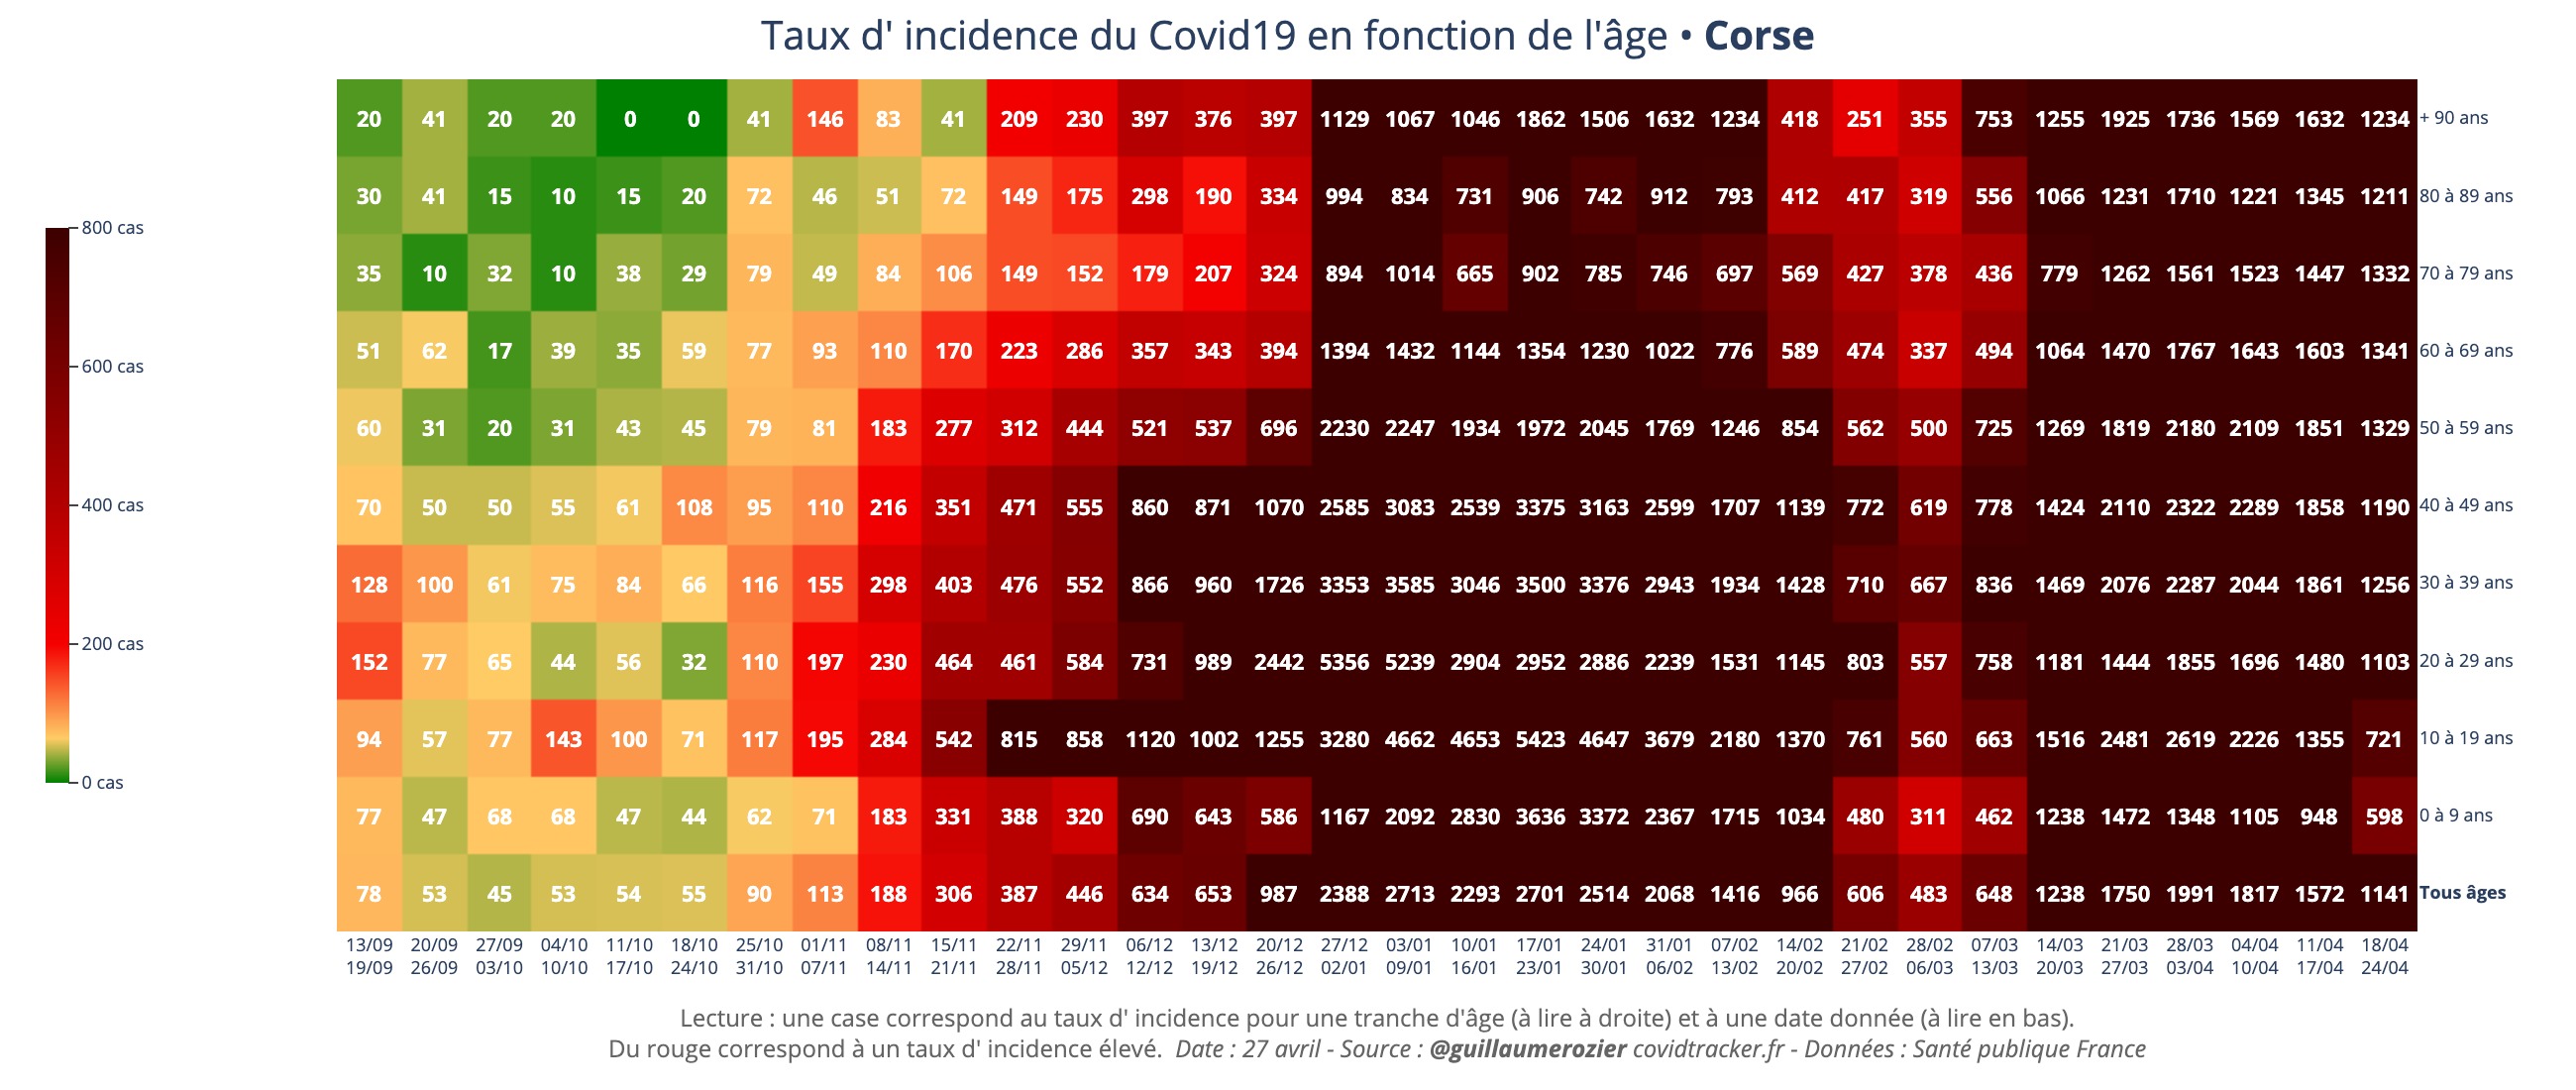 Taux d' incidence du Covid19 en fonction de l'âge • Corse
20 41 20 20 0 0 41 146 83 41 209 230 397 376 397 1129 1067 1046 1862 1506 1632 1234 418 251 355 753 1255 1925 1736 1569 1632 1234 + 90 ans
30 41 15 10 15 20 72 46 51 72 149 175 298 190 334 994 834 731 906 742 912 793 412 417 319 556 1066 1231 1710 1221 1345 1211 80 à 89 ans
35 10 32 10 38 29 79 49 84 106 149 152 179 207 324 894 1014 665 902 785 746 697 569 427 378 436 779 1262 1561 1523 1447 1332 70 à 79 ans
51 62 17 39 35 59 77 93 110 170 223 286 357 343 394 1394 1432 1144 1354 1230 1022 776 589 474 337 494 1064 1470 1767 1643 1603 1341 60 à 69 ans
60 31 20 31 43 45 79 81 183 277 312 444 521 537 696 2230 2247 1934 1972 2045 1769 1246 854 562 500 725 1269 1819 2180 2109 1851 1329 50 à 59 ans
70 50 50 55 61 108 95 110 216 351 471 555 860 871 1070 2585 3083 2539 3375 3163 2599 1707 1139 772 619 778 1424 2110 2322 2289 1858 1190 40 à 49 ans
128 100 61 75 84 66 116 155 298 403 476 552 866 960 1726 3353 3585 3046 3500 3376 2943 1934 1428 710 667 836 1469 2076 2287 2044 1861 1256 30 à 39 ans
152 77 65 44 56 32 110 197 230 464 461 584 731 989 2442 5356 5239 2904 2952 2886 2239 1531 1145 803 557 758 1181 1444 1855 1696 1480 1103 20 à 29 ans
94 57 77 143 100 71 117 195 284 542 815 858 1120 1002 1255 3280 4662 4653 5423 4647 3679 2180 1370 761 560 663 1516 2481 2619 2226 1355 721 10 à 19 ans
77 47 68 68 47 44 62 71 183 331 388 320 690 643 586 1167 2092 2830 3636 3372 2367 1715 1034 480 311 462 1238 1472 1348 1105 948 598 0 à 9 ans
78 53 45 53 54 55 90 113 188 306 387 446 634 653 987 2388 2713 2293 2701 2514 2068 1416 966 606 483 648 1238 1750 1991 1817 1572 1141 Tous âges
13/09 20/09 27/09 04/10 11/10 18/10 25/10 01/11 08/11 15/11 22/11 29/11 06/12 13/12 20/12 27/12 03/01 10/01 17/01 24/01 31/01 07/02 14/02 21/02 28/02 07/03 14/03 21/03 28/03 04/04 11/04 18/04
19/09 26/09 03/10 10/10 17/10 24/10 31/10 07/11 14/11 21/11 28/11 05/12 12/12 19/12 26/12 02/01 09/01 16/01 23/01 30/01 06/02 13/02 20/02 27/02 06/03 13/03 20/03 27/03 03/04 10/04 17/04 24/04
800 cas
600 cas
400 cas
200 cas
0 cas
Lecture : une case correspond au taux d' incidence pour une tranche d'âge (à lire à droite) et à une date donnée (à lire en bas).
Du rouge correspond à un taux d' incidence élevé. Date : 27 avril - Source : @guillaumerozier covidtracker.fr - Données : Santé publique France